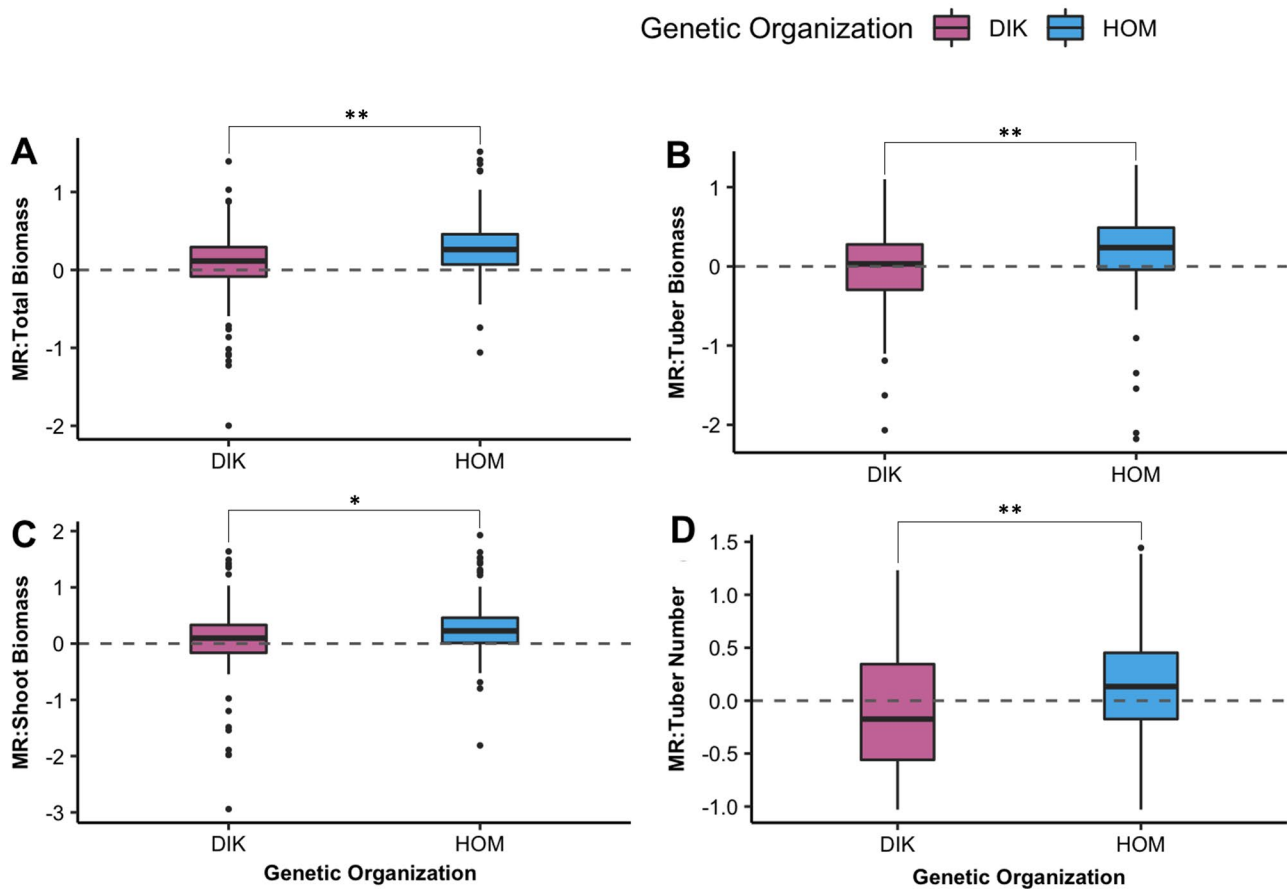 Genetic Organization DIK HOM
A
**
MR:Total Biomass
1
0
-1
-2
DIK HOM
B
**
MR:Tuber Biomass
1
0
-1
-2
DIK HOM
C
*
MR:Shoot Biomass
2
1
0
-1
-2
-3
DIK HOM
Genetic Organization
D
**
MR:Tuber Number
1.5
1.0
0.5
0.0
-0.5
-1.0
DIK HOM
Genetic Organization